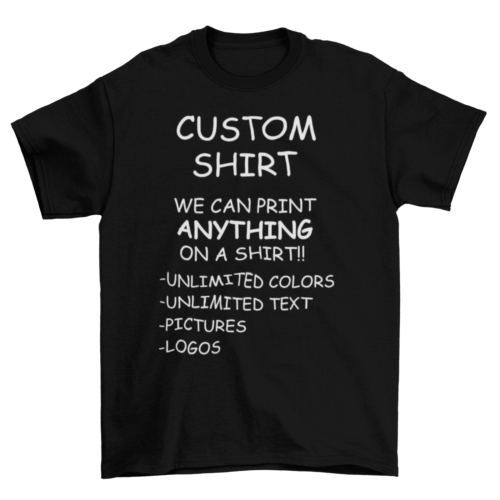 CUSTOM
SHIRT
WE CAN PRINT
ANYTHING
ON A SHIRT!!
-UNLIMITED COLORS
-UNLIMITED TEXT
-PICTURES
-LOGOS